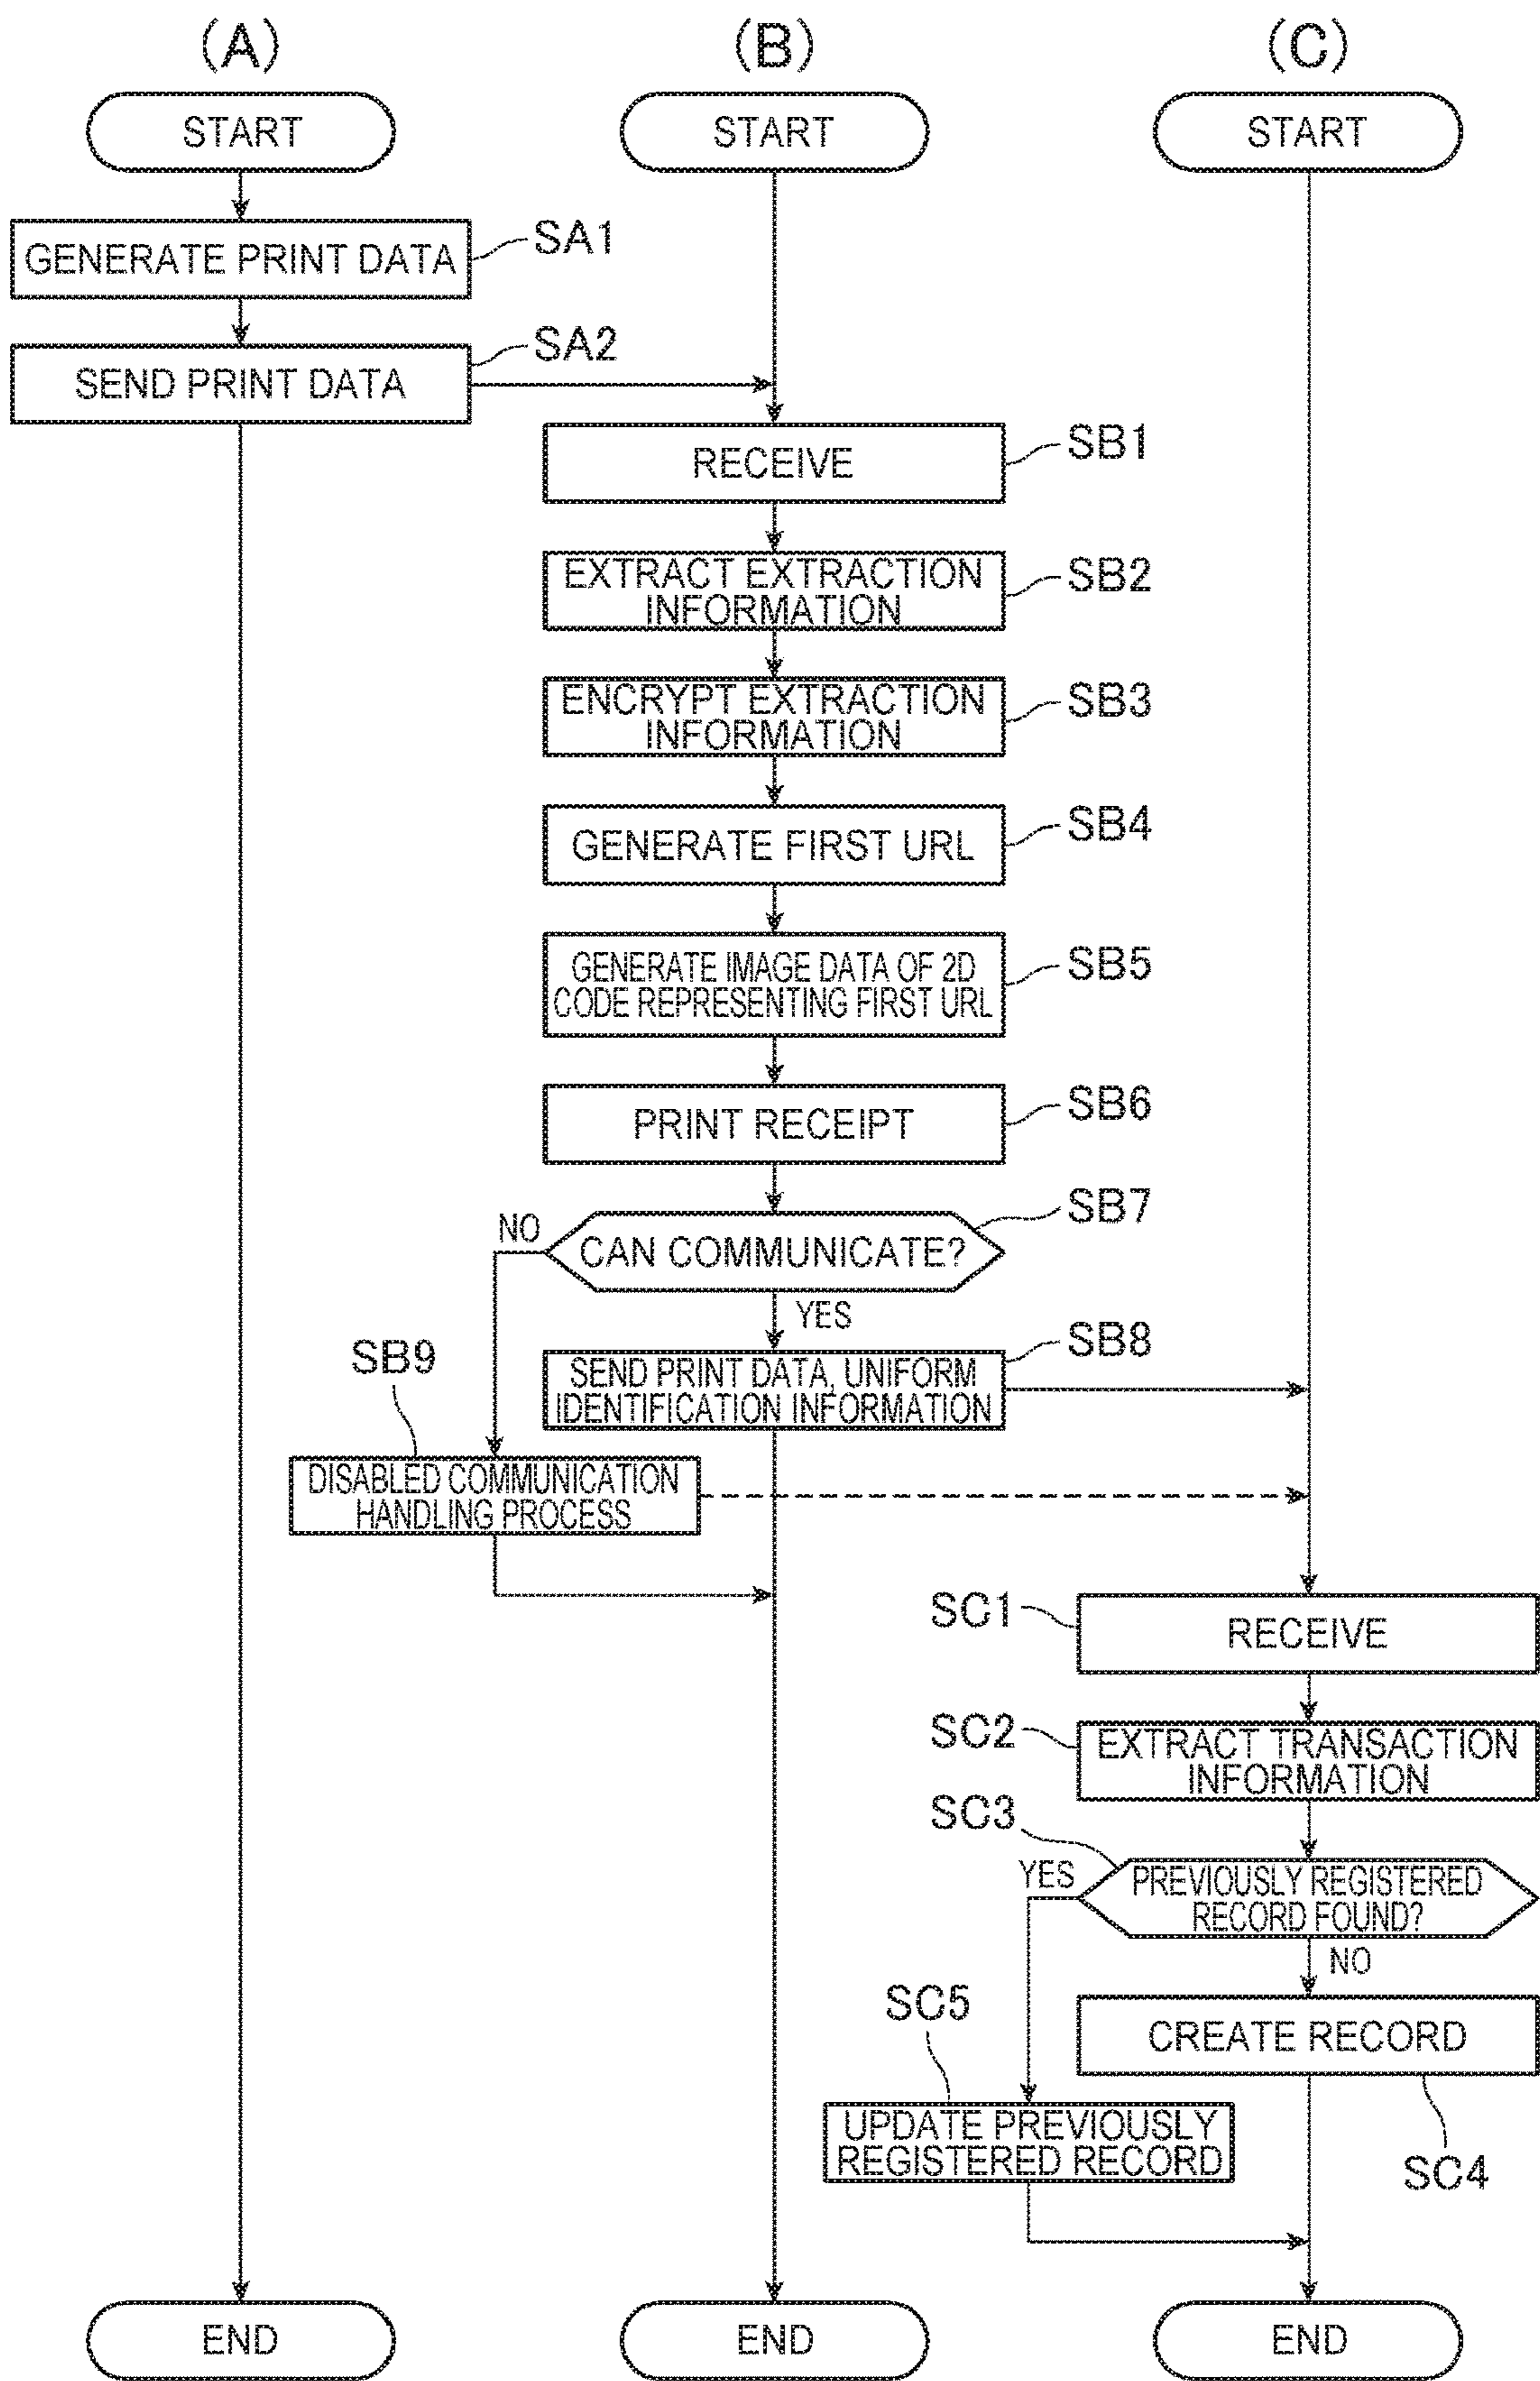 (A)
(B)
(C)
START
START
START
GENERATE PRINT DATA
SA1
SEND PRINT DATA
SA2
RECEIVE
SB1
EXTRACT EXTRACTION
INFORMATION
SB2
ENCRYPT EXTRACTION
INFORMATION
SB3
GENERATE FIRST URL
SB4
GENERATE IMAGE DATA OF 2D
CODE REPRESENTING FIRST URL
SB5
PRINT RECEIPT
SB6
CAN COMMUNICATE?
SB7
NO
YES
SEND PRINT DATA, UNIFORM
IDENTIFICATION INFORMATION
SB8
SB9
DISABLED COMMUNICATION
HANDLING PROCESS
SC1
RECEIVE
SC2
EXTRACT TRANSACTION
INFORMATION
SC3
YES
PREVIOUSLY REGISTERED
RECORD FOUND?
NO
SC5
CREATE RECORD
UPDATE PREVIOUSLY
REGISTERED RECORD
SC4
END
END
END